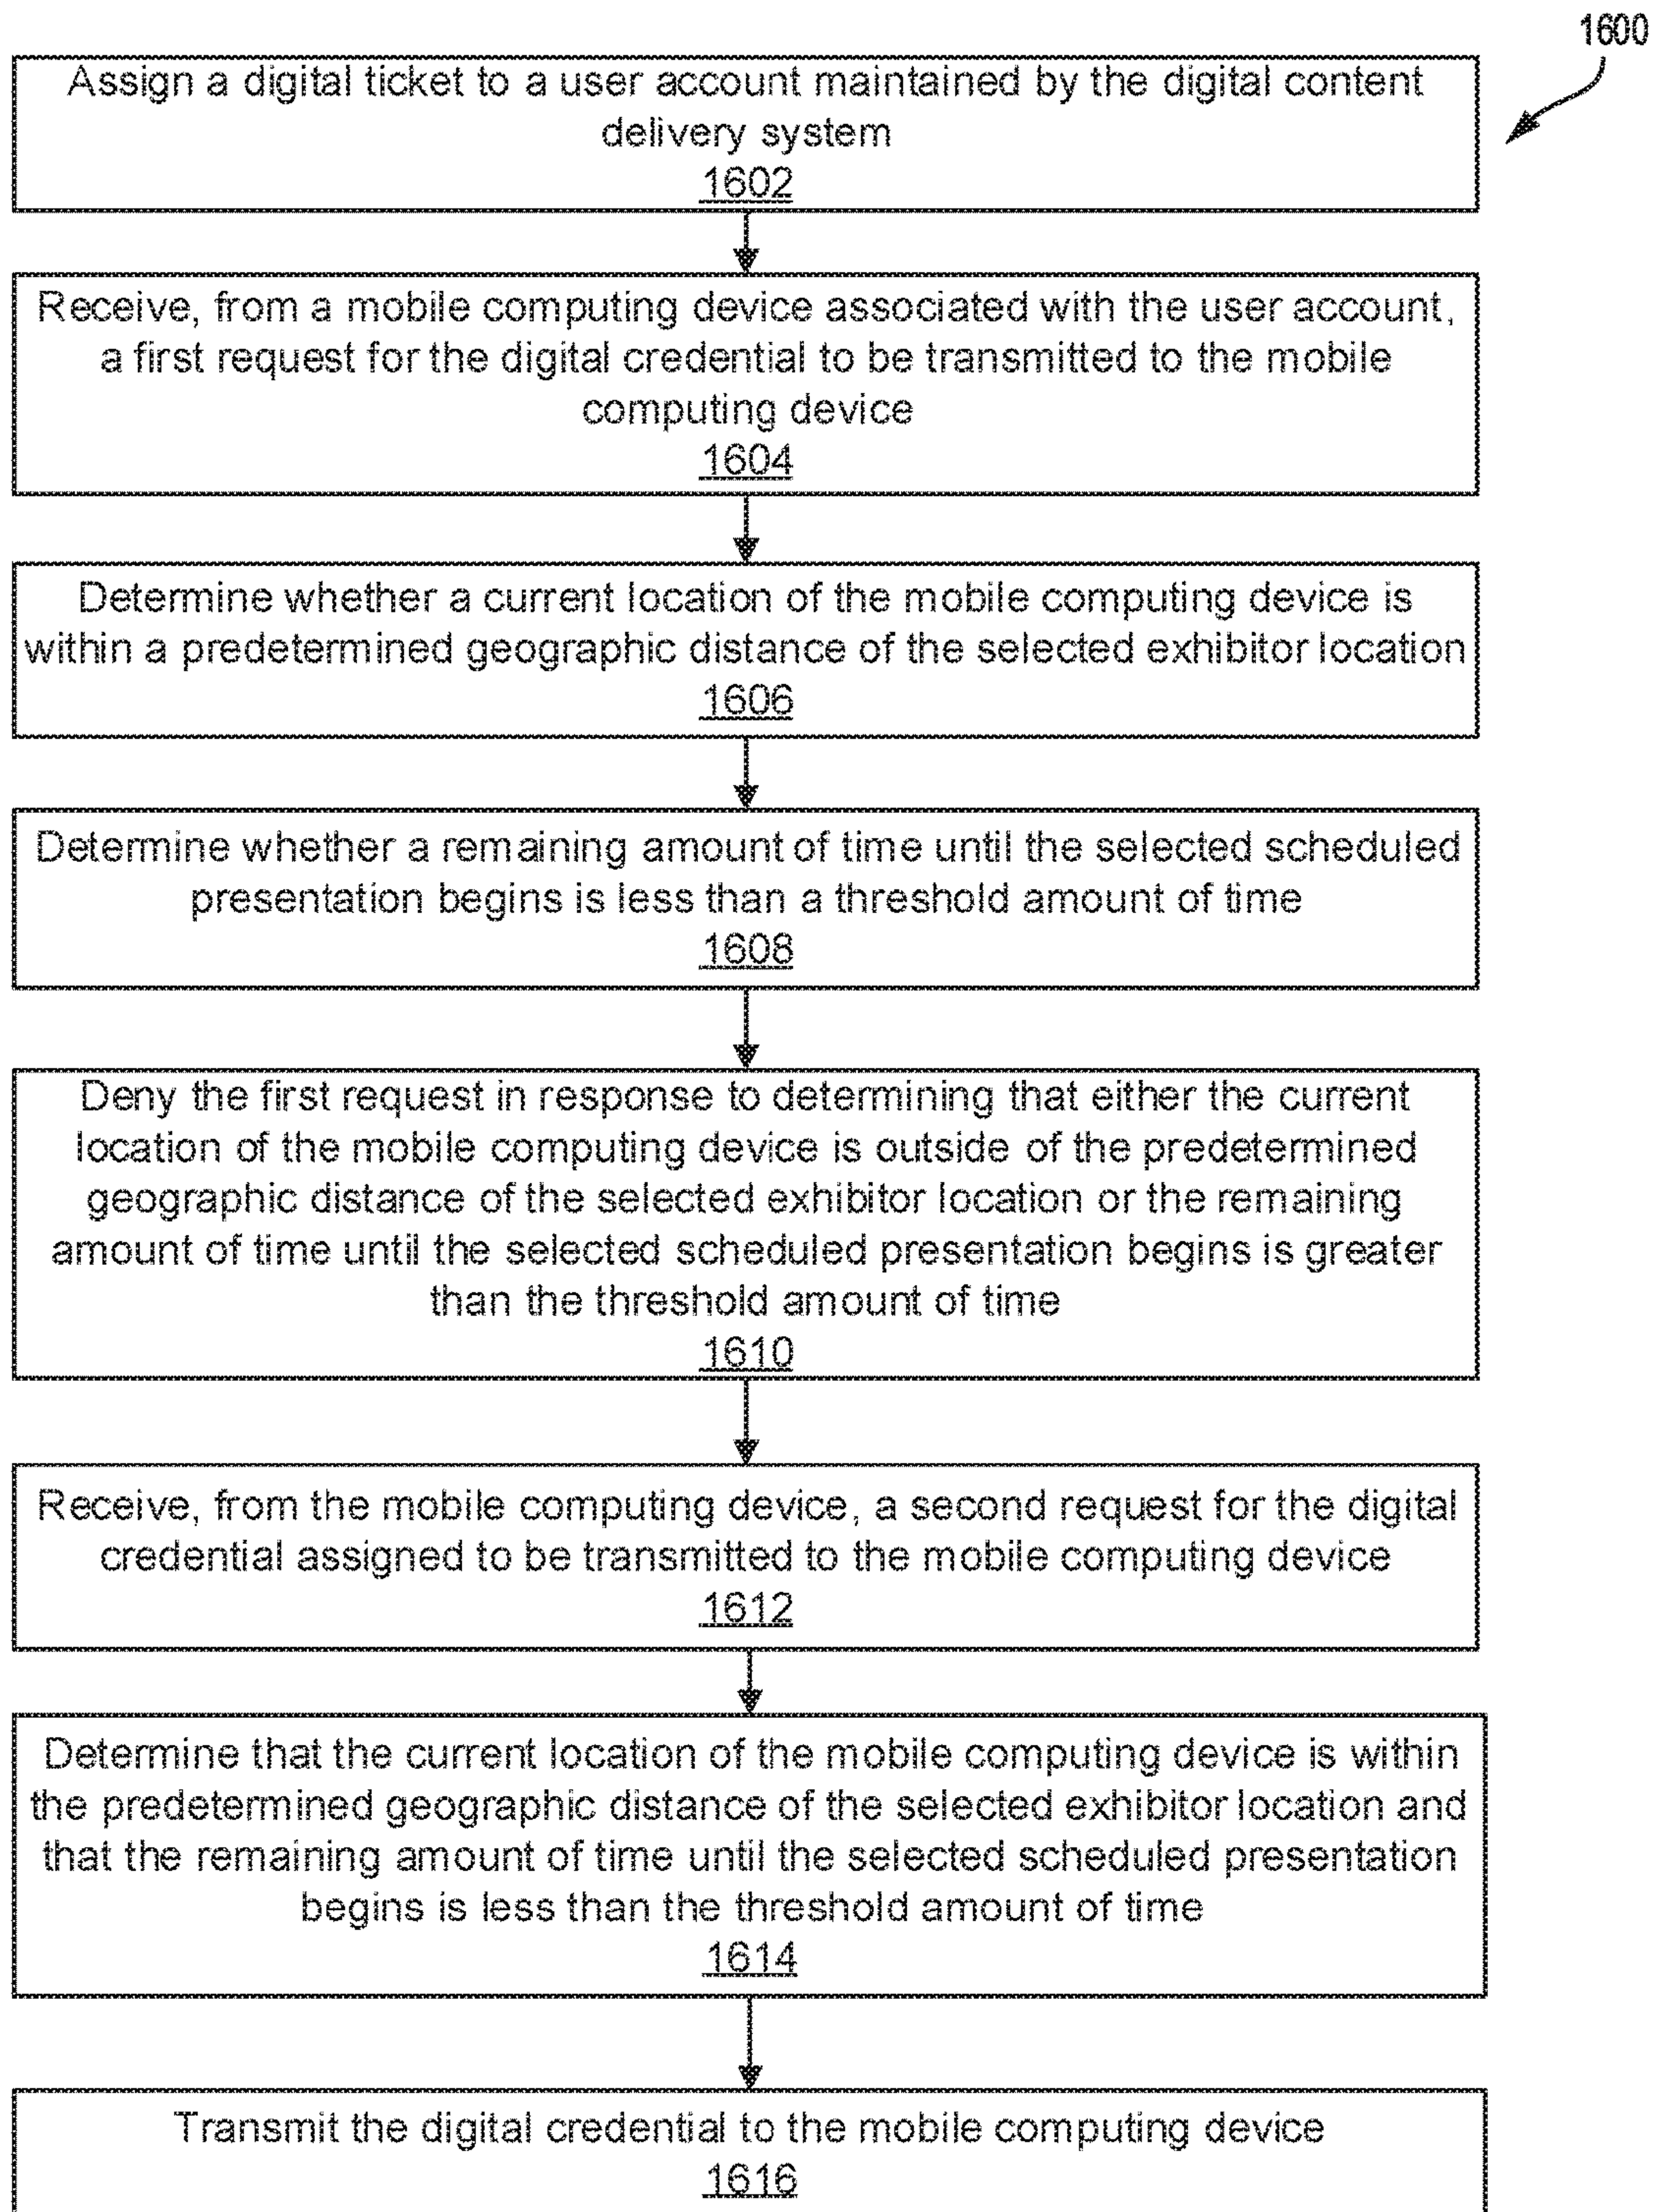 1600
Assign a digital ticket to a user account maintained by the digital content
delivery system
1602
Receive, from a mobile computing device associated with the user account,
a first request for the digital credential to be transmitted to the mobile
computing device
1604
Determine whether a current location of the mobile computing device is
within a predetermined geographic distance of the selected exhibitor location
1606
Determine whether a remaining amount of time until the selected scheduled
presentation begins is less than a threshold amount of time
1608
Deny the first request in response to determining that either the current
location of the mobile computing device is outside of the predetermined
geographic distance of the selected exhibitor location or the remaining
amount of time until the selected scheduled presentation begins is greater
than the threshold amount of time
1610
Receive, from the mobile computing device, a second request for the digital
credential assigned to be transmitted to the mobile computing device
1612
Determine that the current location of the mobile computing device is within
the predetermined geographic distance of the selected exhibitor location and
that the remaining amount of time until the selected scheduled presentation
begins is less than the threshold amount of time
1614
Transmit the digital credential to the mobile computing device
1616